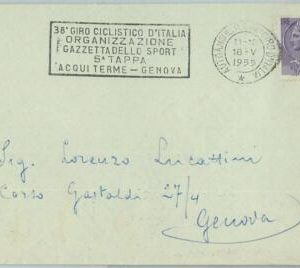 38° GIRO CICLISTICO D'ITALIA
ORGANIZZAZIONE
GAZZETTA DELLO SPORT
5ª TAPPA
ACQUI TERME - GENOVA
18-V
1955
Sig. Lorenzo Lucattini
Corso Gastaldi 27/4
Genova